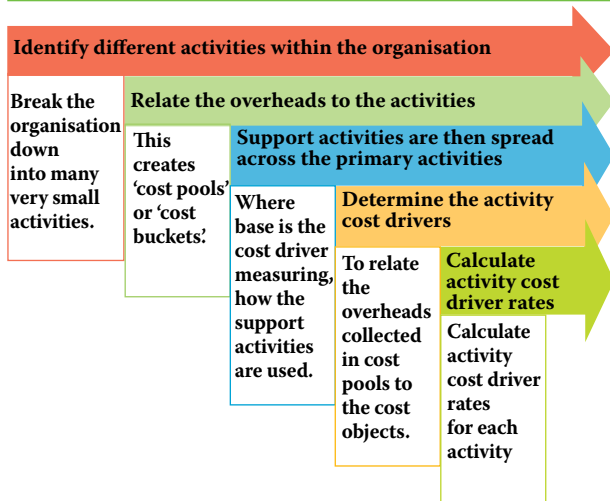 Identify different activities within the organisation
Break the
organisation
down
into many
very small
activities.
Relate the overheads to the activities
This
creates
‘cost pools’
or ‘cost
buckets’.
Support activities are then spread
across the primary activities
Where
base is the
cost driver
measuring,
how the
support
activities
are used.
Determine the activity
cost drivers
To relate
the
overheads
collected
in cost
pools to
the cost
objects.
Calculate
activity cost
driver rates
Calculate
activity
cost driver
rates
for each
activity